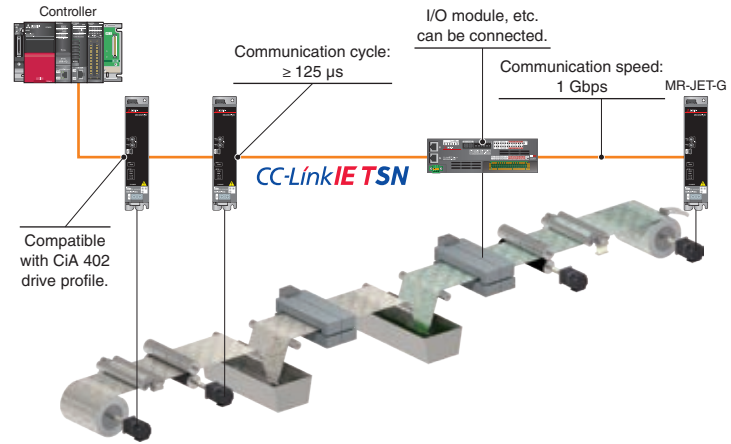 Controller
I/O module, etc.
can be connected.
Communication cycle:
≥ 125 μs
Communication speed:
1 Gbps
MR-JET-G
CC-Link IE TSN
Compatible
with CiA 402
drive profile.